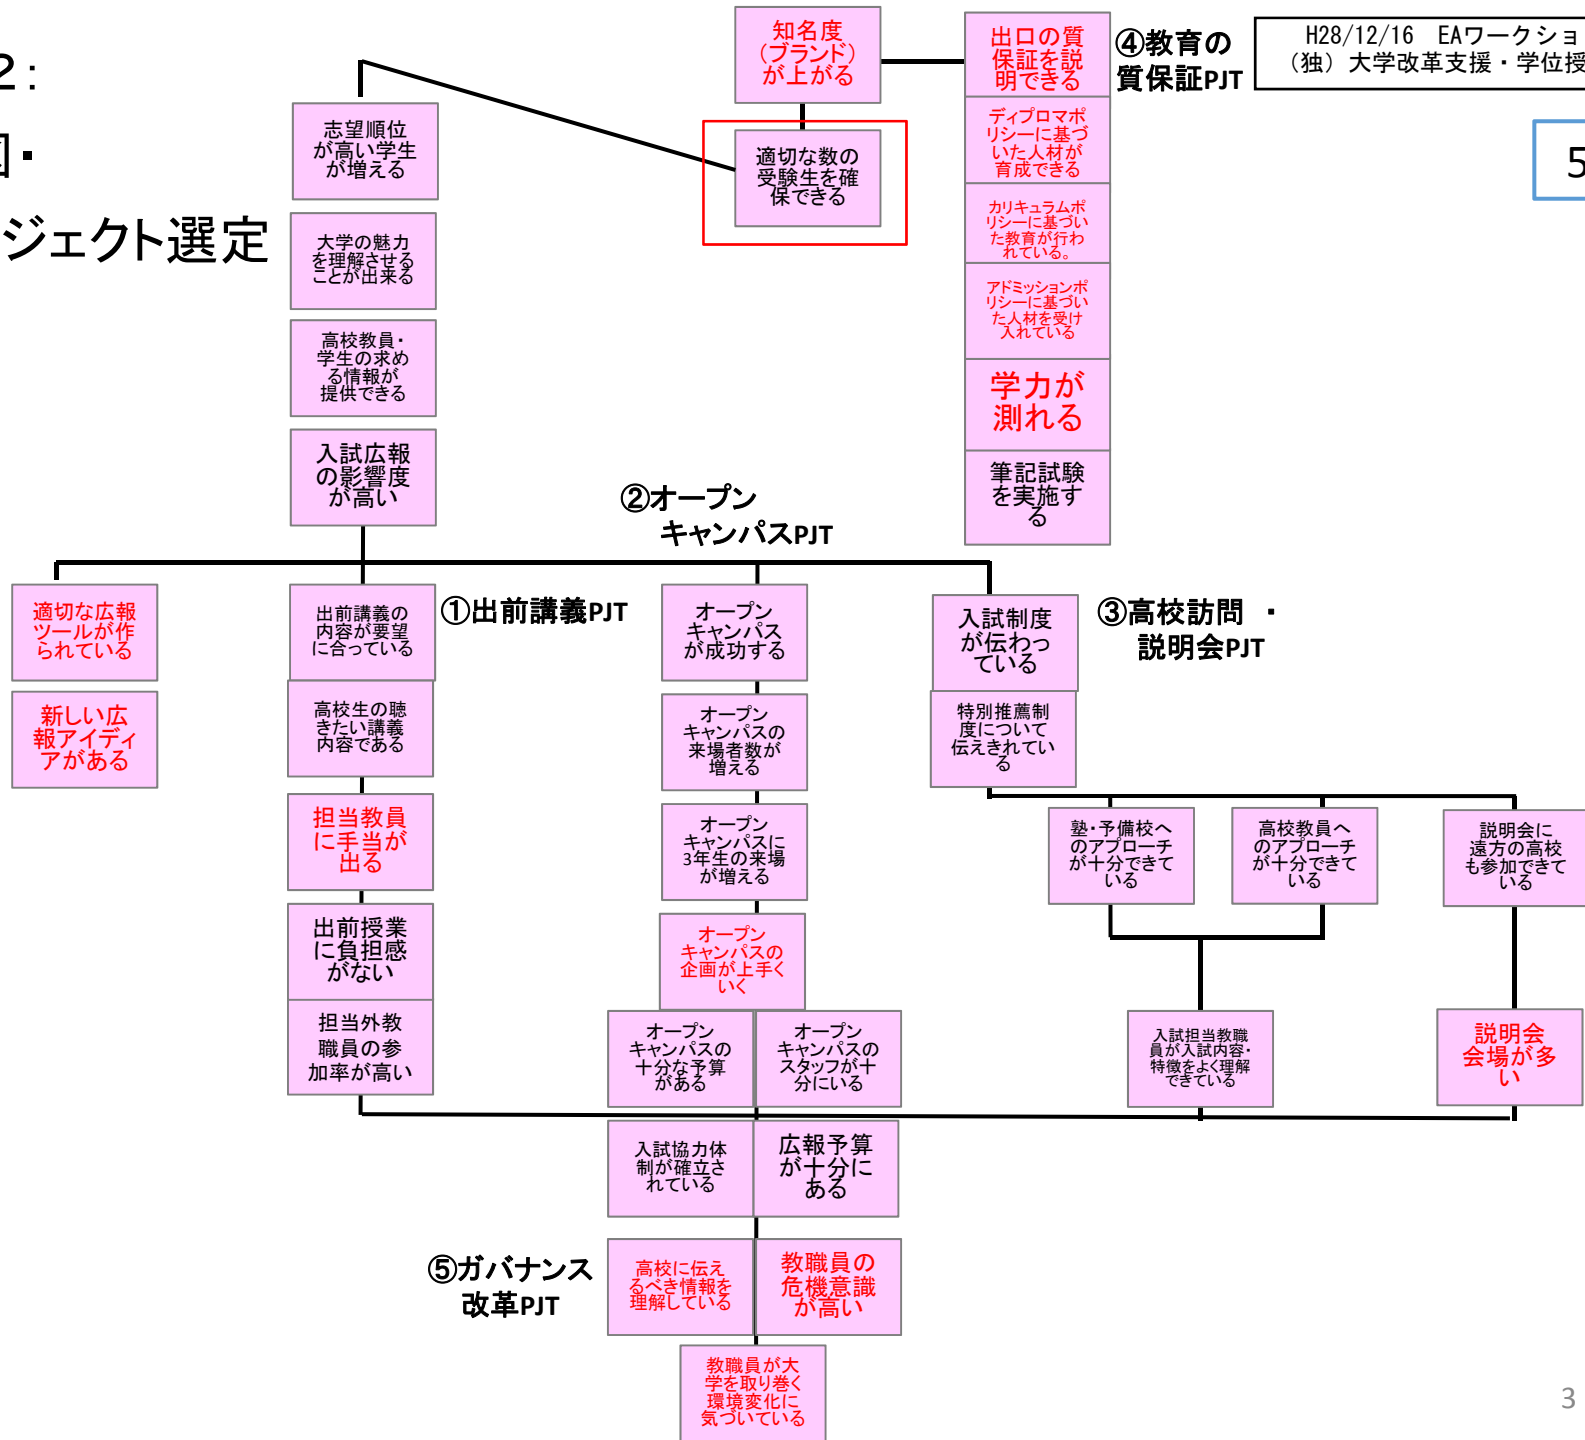 2：
・
ジェクト選定
H28/12/16　EAワークショ
（独）大学改革支援・学位授
5
知名度
（ブランド）
が上がる
出口の質
保証を説
明できる
④教育の
質保証PJT
ディプロマポ
リシーに基づ
いた人材が
育成できる
志望順位
が高い学生
が増える
適切な数の
受験生を確
保できる
カリキュラムポ
リシーに基づい
た教育が行わ
れている。
大学の魅力
を理解させる
ことが出来る
アドミッションポ
リシーに基づい
た人材を受け
入れている
高校教員・
学生の求め
る情報が
提供できる
学力が
測れる
入試広報
の影響度
が高い
筆記試験
を実施す
る
②オープン
キャンパスPJT
適切な広報
ツールが作
られている
出前講義の
内容が要望
に合っている
①出前講義PJT
オープン
キャンパス
が成功する
入試制度
が伝わっ
ている
③高校訪問　・
説明会PJT
新しい広
報アイディ
アがある
高校生の聴
きたい講義
内容である
オープン
キャンパスの
来場者数が
増える
特別推薦制
度について
伝えきれてい
る
担当教員
に手当が
出る
オープン
キャンパスに
3年生の来場
が増える
塾・予備校へ
のアプローチ
が十分できて
いる
高校教員へ
のアプローチ
が十分できて
いる
説明会に
遠方の高校
も参加できて
いる
出前授業
に負担感
がない
オープン
キャンパスの
企画が上手く
いく
担当外教
職員の参
加率が高い
オープン
キャンパスの
十分な予算
がある
オープン
キャンパスの
スタッフが十
分にいる
入試担当教職
員が入試内容・
特徴をよく理解
できている
説明会
会場が多
い
入試協力体
制が確立さ
れている
広報予算
が十分に
ある
⑤ガバナンス
改革PJT
高校に伝え
るべき情報を
理解している
教職員の
危機意識
が高い
教職員が大
学を取り巻く
環境変化に
気づいている
3